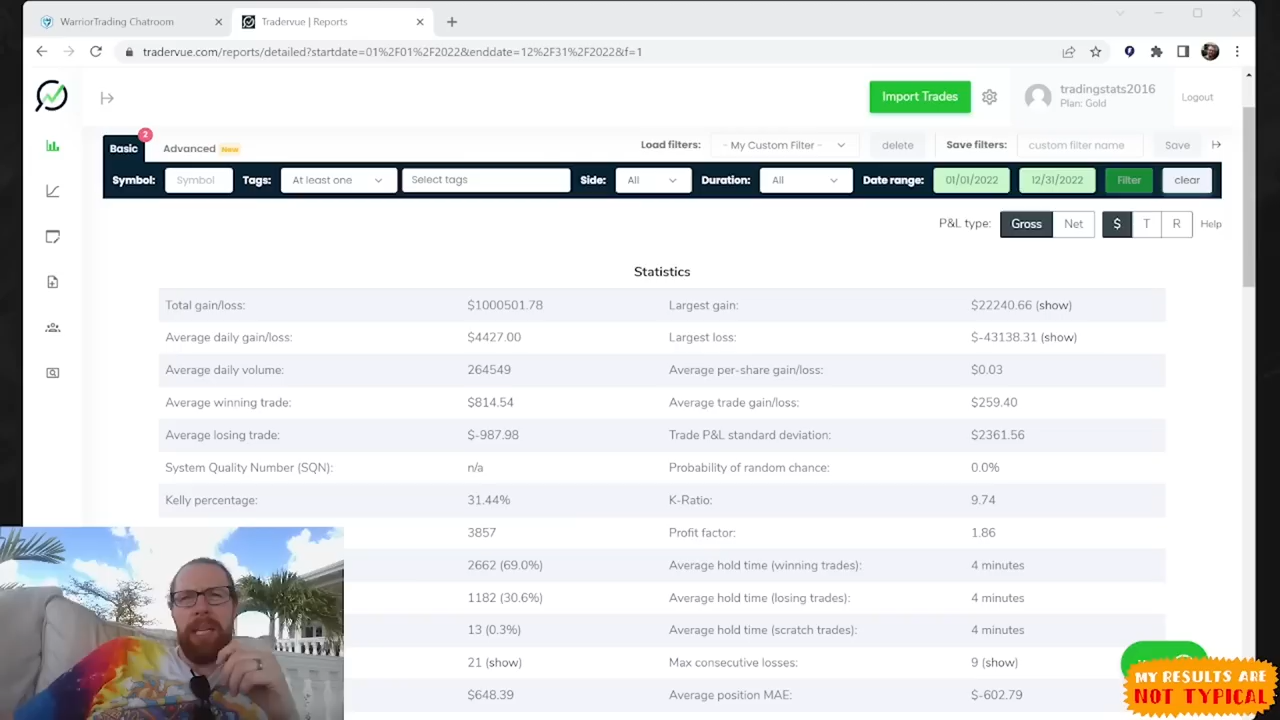 WarriorTrading Chatroom
Tradervue | Reports
tradervue.com/reports/detailed?startdate=01%2F01%2F2022&enddate=12%2F31%2F2022&f=1
Import Trades
tradingstats2016
Plan: Gold
Logout
2
Basic
Advanced New
Load filters: - My Custom Filter - delete Save filters: custom filter name Save
Symbol: Symbol Tags: At least one Select tags Side: All Duration: All Date range: 01/01/2022 12/31/2022 Filter clear
P&L type: Gross Net $ T R Help
Statistics
Total gain/loss: $1000501.78 Largest gain: $22240.66 (show)
Average daily gain/loss: $4427.00 Largest loss: $-43138.31 (show)
Average daily volume: 264549 Average per-share gain/loss: $0.03
Average winning trade: $814.54 Average trade gain/loss: $259.40
Average losing trade: $-987.98 Trade P&L standard deviation: $2361.56
System Quality Number (SQN): n/a Probability of random chance: 0.0%
Kelly percentage: 31.44% K-Ratio: 9.74
3857 Profit factor: 1.86
2662 (69.0%) Average hold time (winning trades): 4 minutes
1182 (30.6%) Average hold time (losing trades): 4 minutes
13 (0.3%) Average hold time (scratch trades): 4 minutes
21 (show) Max consecutive losses: 9 (show)
$648.39 Average position MAE: $-602.79
MY RESULTS ARE
NOT TYPICAL